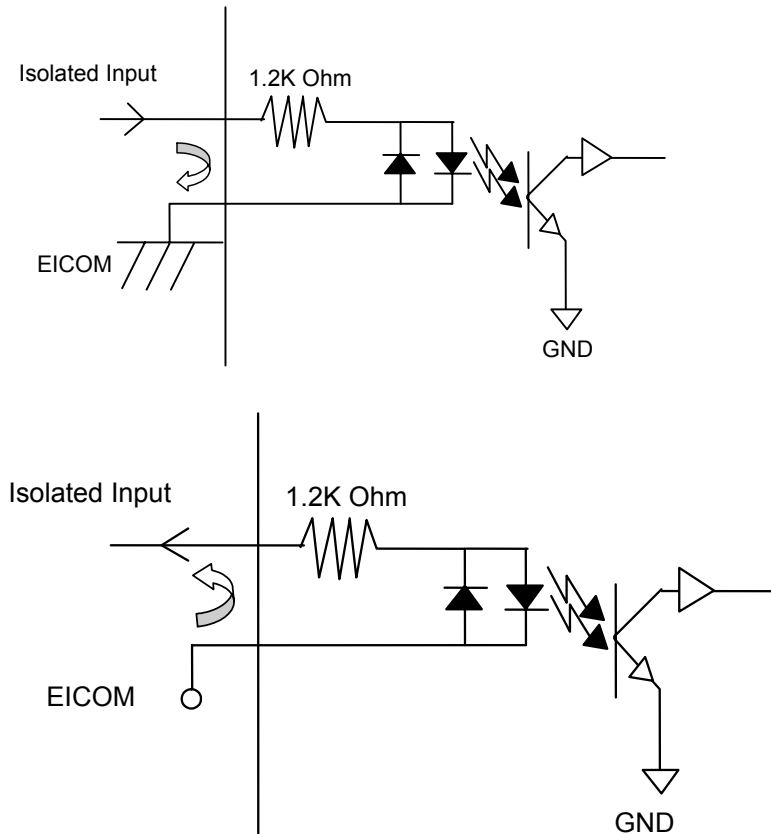 Isolated Input
1.2K Ohm
EICOM
GND
Isolated Input
1.2K Ohm
EICOM
GND